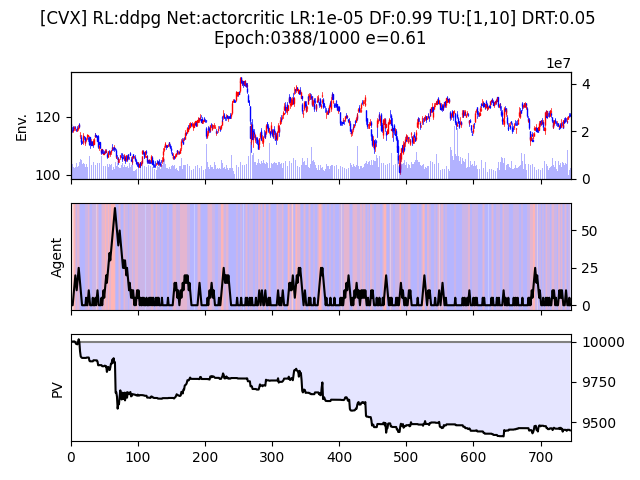 [CVX] RL:ddpg Net:actorcritic LR:1e-05 DF:0.99 TU:[1,10] DRT:0.05
Epoch:0388/1000 e=0.61
1e7
Env.
120
100
4
2
0
Agent
50
25
0
PV
10000
9750
9500
0 100 200 300 400 500 600 700